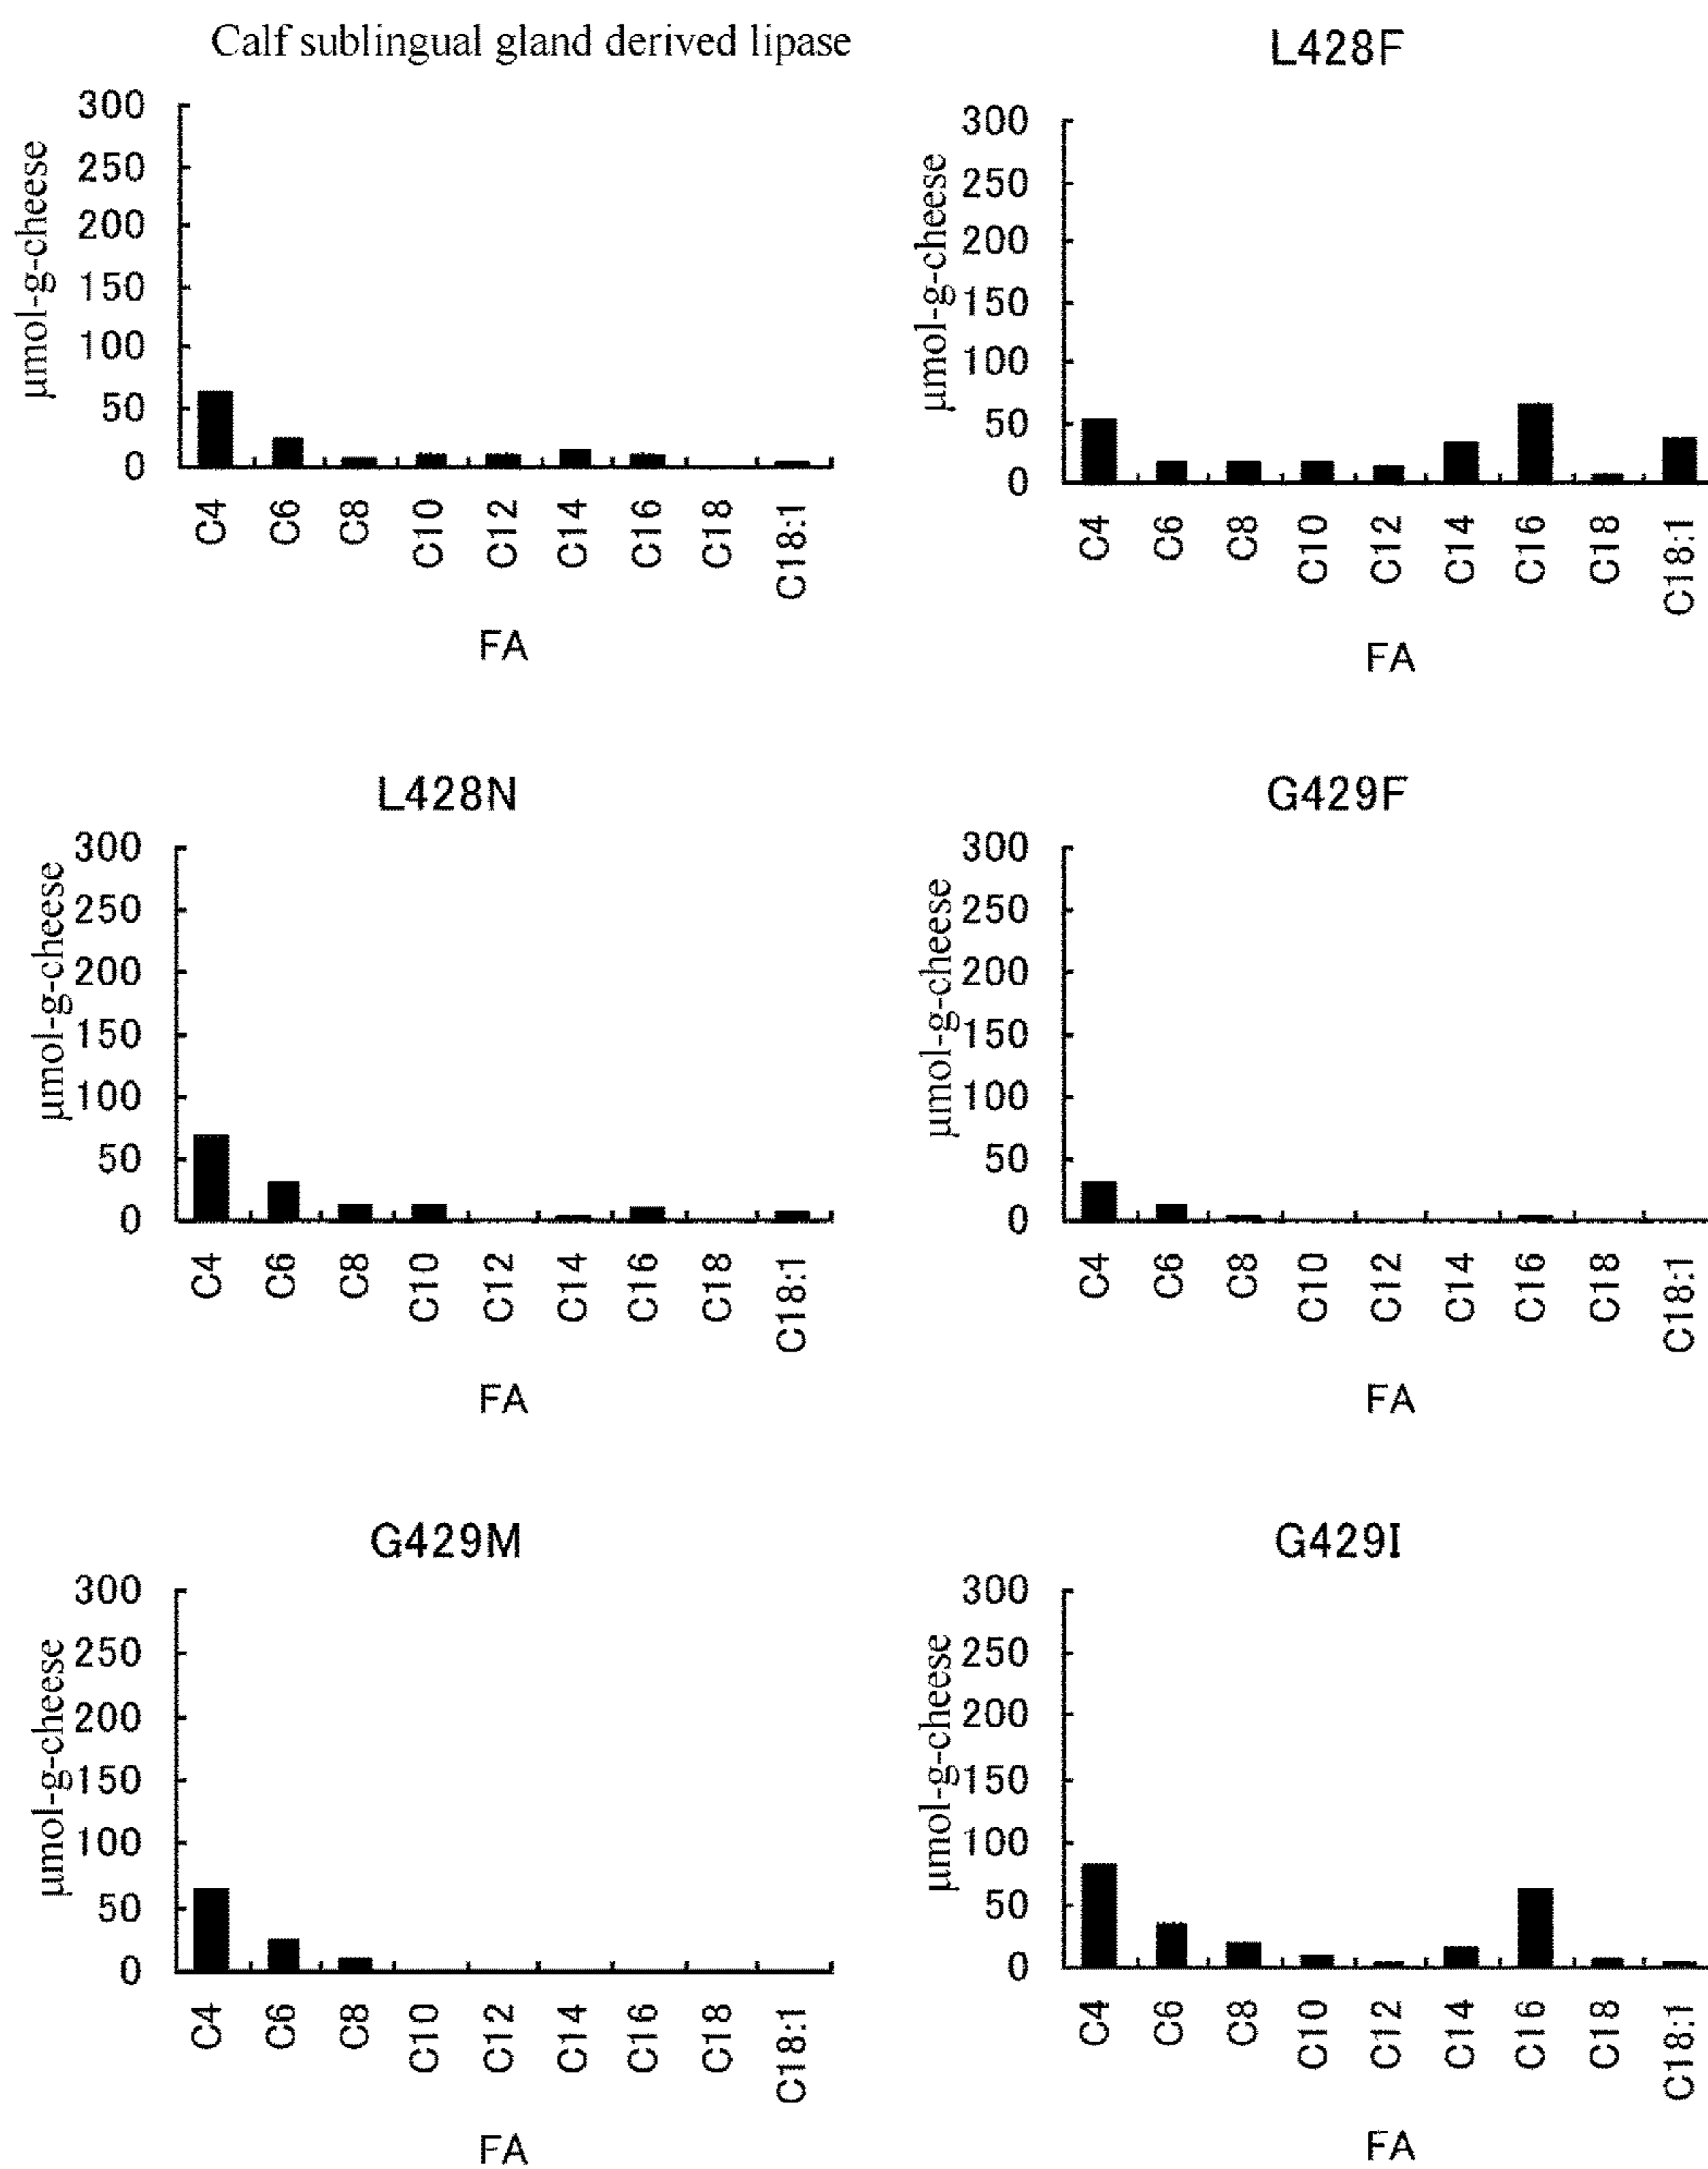 Calf sublingual gland derived lipase
μmol-g-cheese
300
250
200
150
100
50
0
C4 C6 C8 C10 C12 C14 C16 C18 C18:1
FA
L428F
μmol-g-cheese
300
250
200
150
100
50
0
C4 C6 C8 C10 C12 C14 C16 C18 C18:1
FA
L428N
μmol-g-cheese
300
250
200
150
100
50
0
C4 C6 C8 C10 C12 C14 C16 C18 C18:1
FA
G429F
μmol-g-cheese
300
250
200
150
100
50
0
C4 C6 C8 C10 C12 C14 C16 C18 C18:1
FA
G429M
μmol-g-cheese
300
250
200
150
100
50
0
C4 C6 C8 C10 C12 C14 C16 C18 C18:1
FA
G429I
μmol-g-cheese
300
250
200
150
100
50
0
C4 C6 C8 C10 C12 C14 C16 C18 C18:1
FA